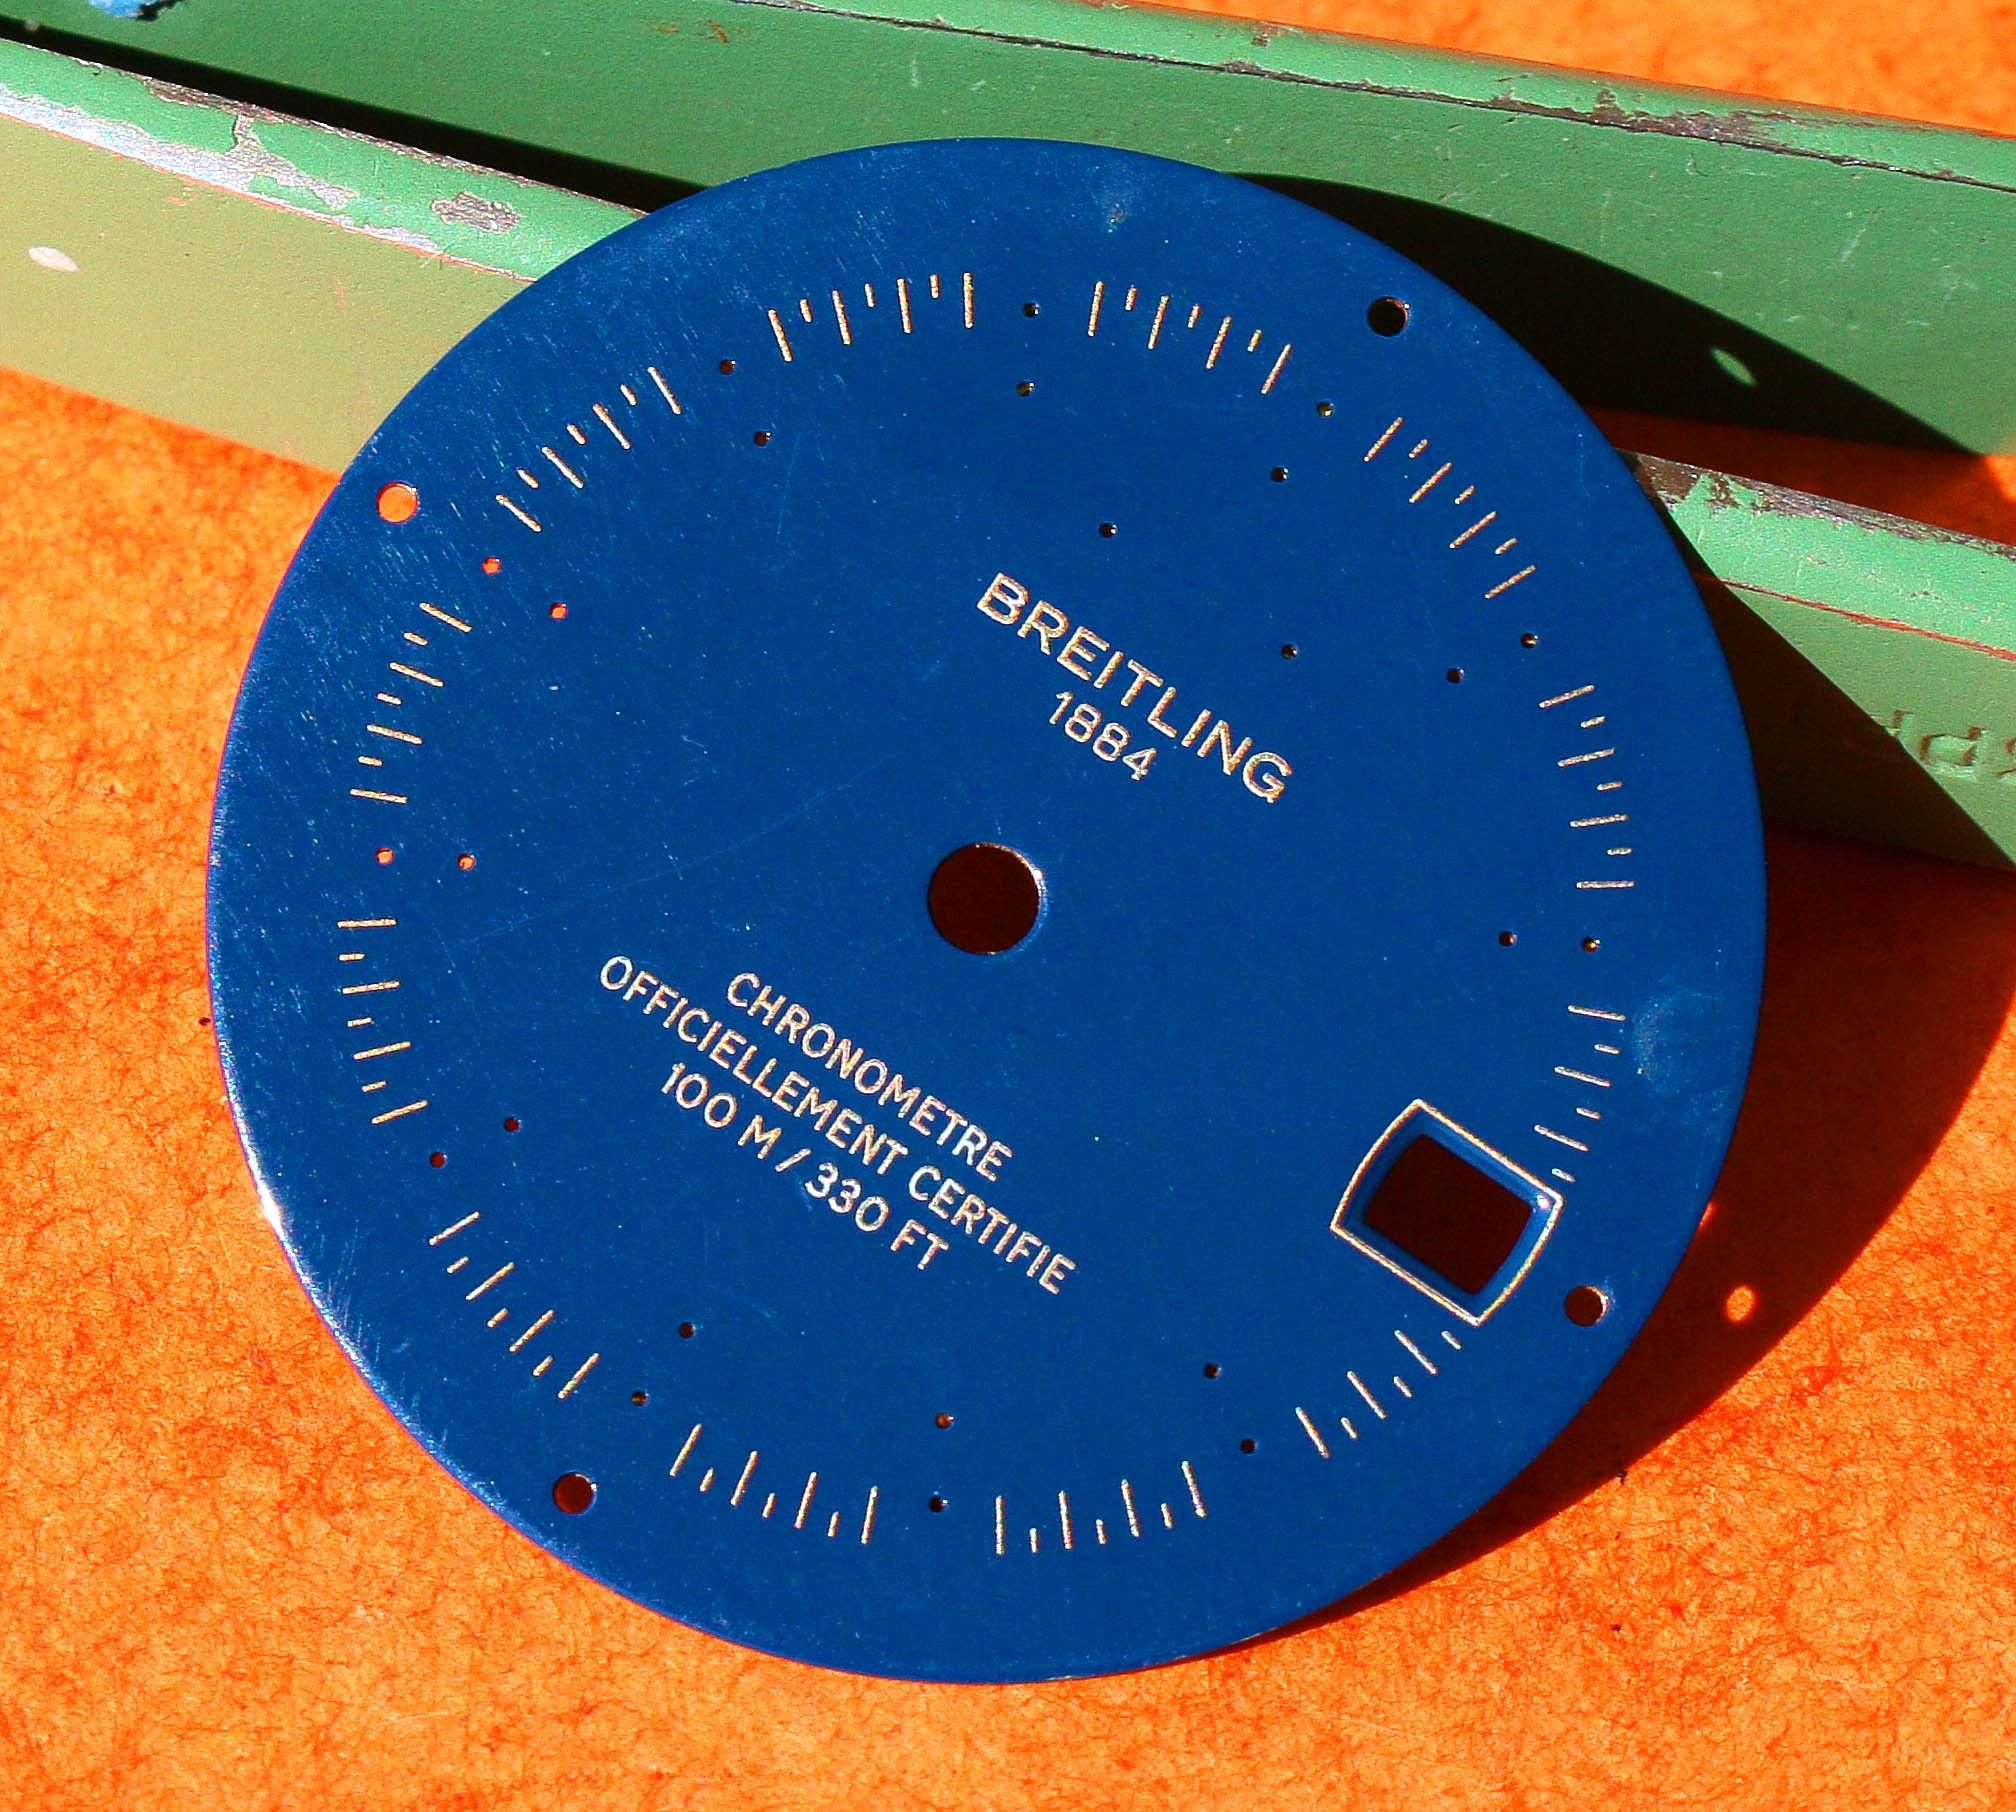 BREITLING
1884
CHRONOMETRE
OFFICIELLEMENT CERTIFIE
100 M / 330 FT